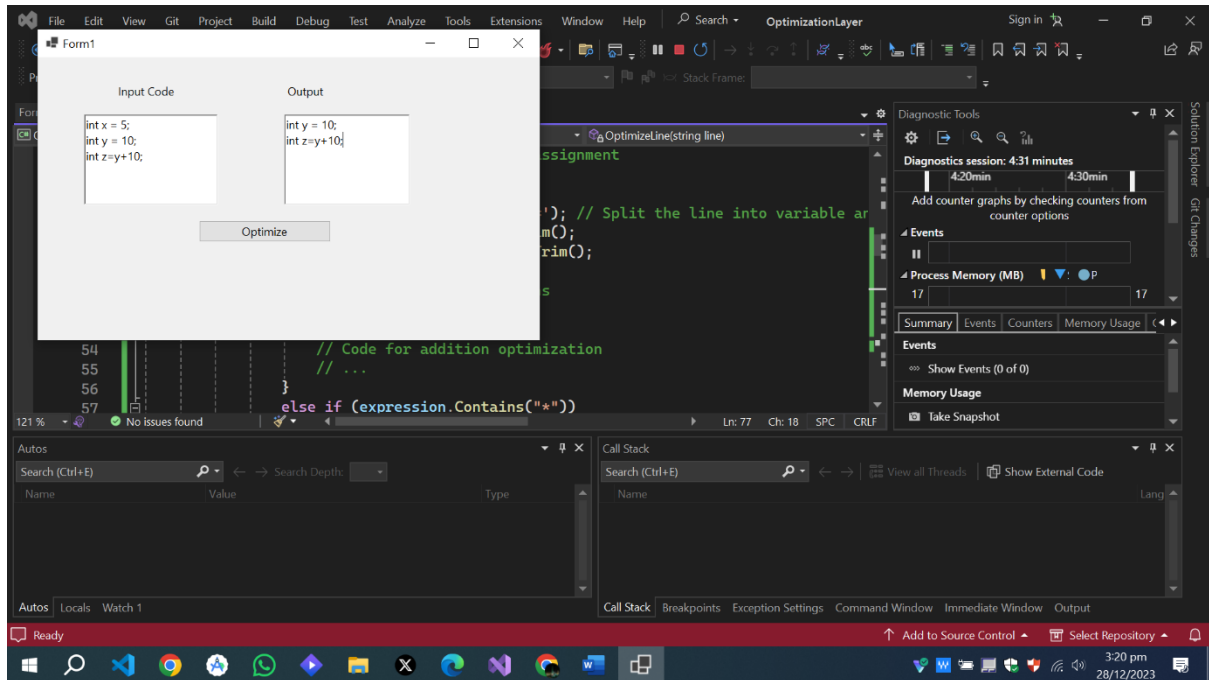 File Edit View Git Project Build Debug Test Analyze Tools Extensions Window Help Search OptimizationLayer Sign in
Form1
Stack Frame:
Input Code Output
int x = 5;
int y = 10;
int z=y+10;
int y = 10;
int z=y+10;
Optimize
OptimizeLine(string line)
ssignment
'); // Split the line into variable an
m();
rim();
s
54 // Code for addition optimization
55 // ...
56 }
57 else if (expression.Contains("*"))
121 % No issues found Ln: 77 Ch: 18 SPC CRLF
Diagnostic Tools
Diagnostics session: 4:31 minutes
4:20min 4:30min
Add counter graphs by checking counters from
counter options
Events
Process Memory (MB) P
17 17
Summary Events Counters Memory Usage
Events
Show Events (0 of 0)
Memory Usage
Take Snapshot
Solution Explorer
Git Changes
Autos
Search (Ctrl+E) Search Depth:
Name Value Type
Autos Locals Watch 1
Call Stack
Search (Ctrl+E) View all Threads Show External Code
Name Lang
Call Stack Breakpoints Exception Settings Command Window Immediate Window Output
Ready Add to Source Control Select Repository
3:20 pm
28/12/2023